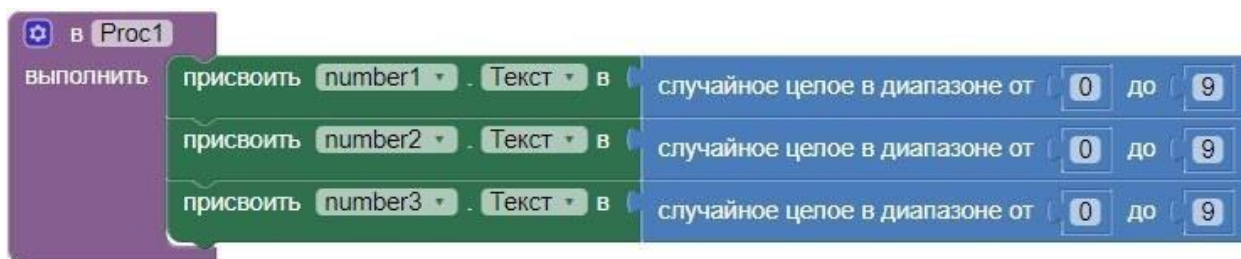 в Proc1
выполнить присвоить number1 . Текст в случайное целое в диапазоне от 0 до 9
присвоить number2 . Текст в случайное целое в диапазоне от 0 до 9
присвоить number3 . Текст в случайное целое в диапазоне от 0 до 9